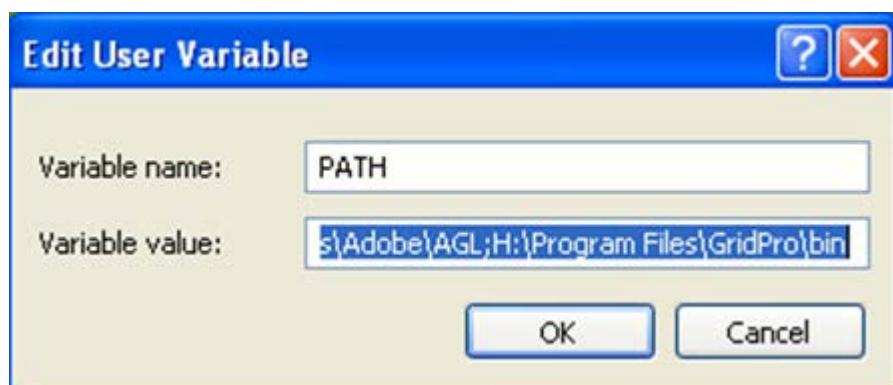 Edit User Variable
Variable name: PATH
Variable value: s\Adobe\AGL;H:\Program Files\GridPro\bin
OK Cancel